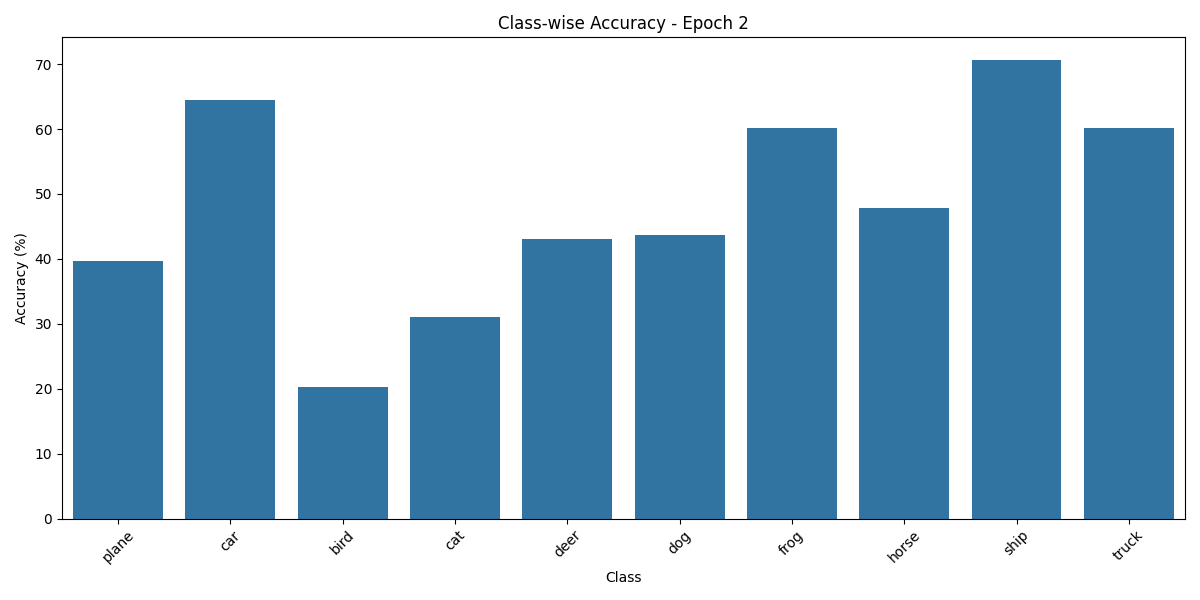 Class-wise Accuracy - Epoch 2
Accuracy (%)
70
60
50
40
30
20
10
0
plane car bird cat deer dog frog horse ship truck
Class